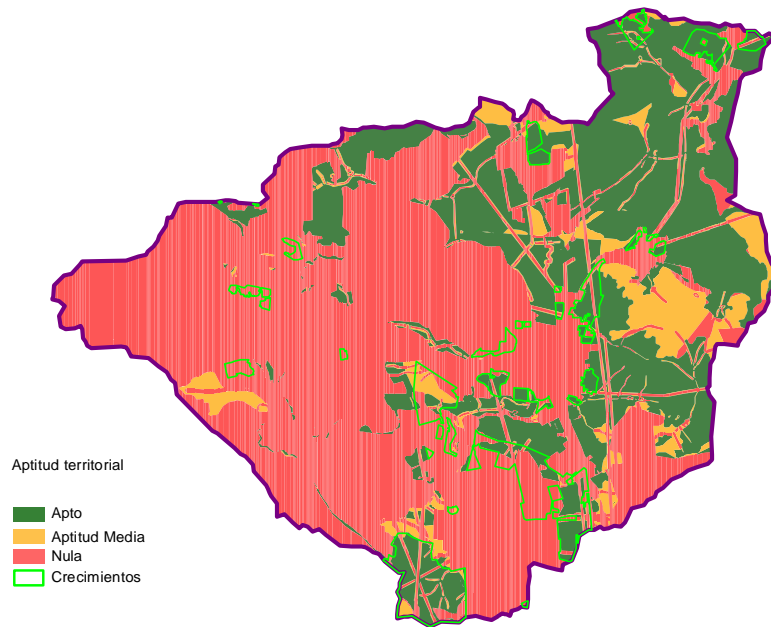 Aptitud territorial
Apto
Aptitud Media
Nula
Crecimientos